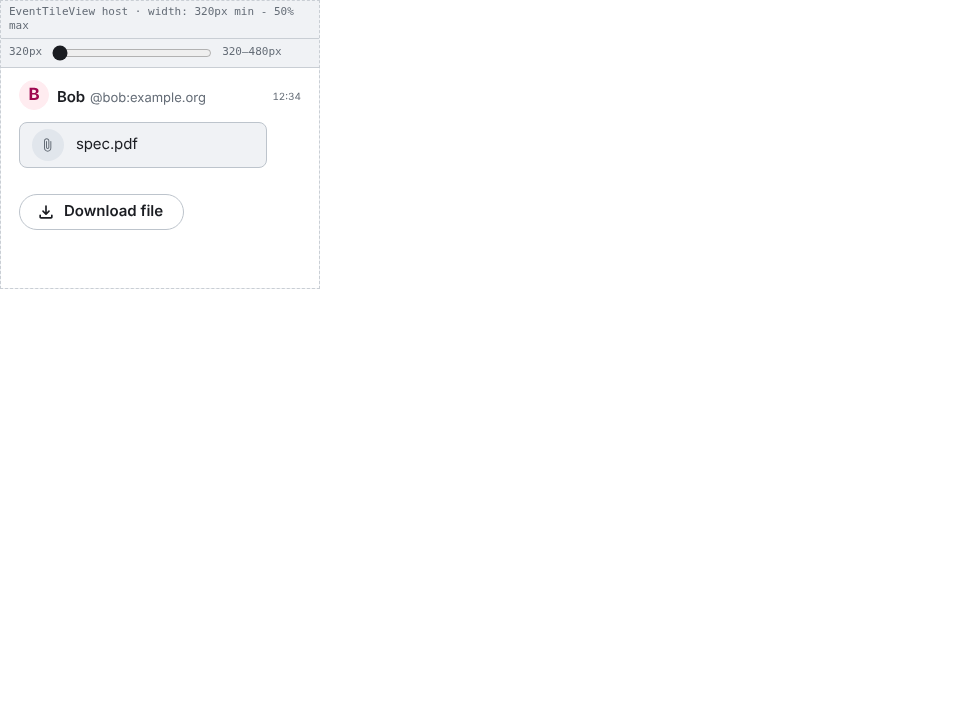 EventTileView host · width: 320px min - 50%
max
320px 320–480px
B Bob @bob:example.org 12:34
spec.pdf
Download file